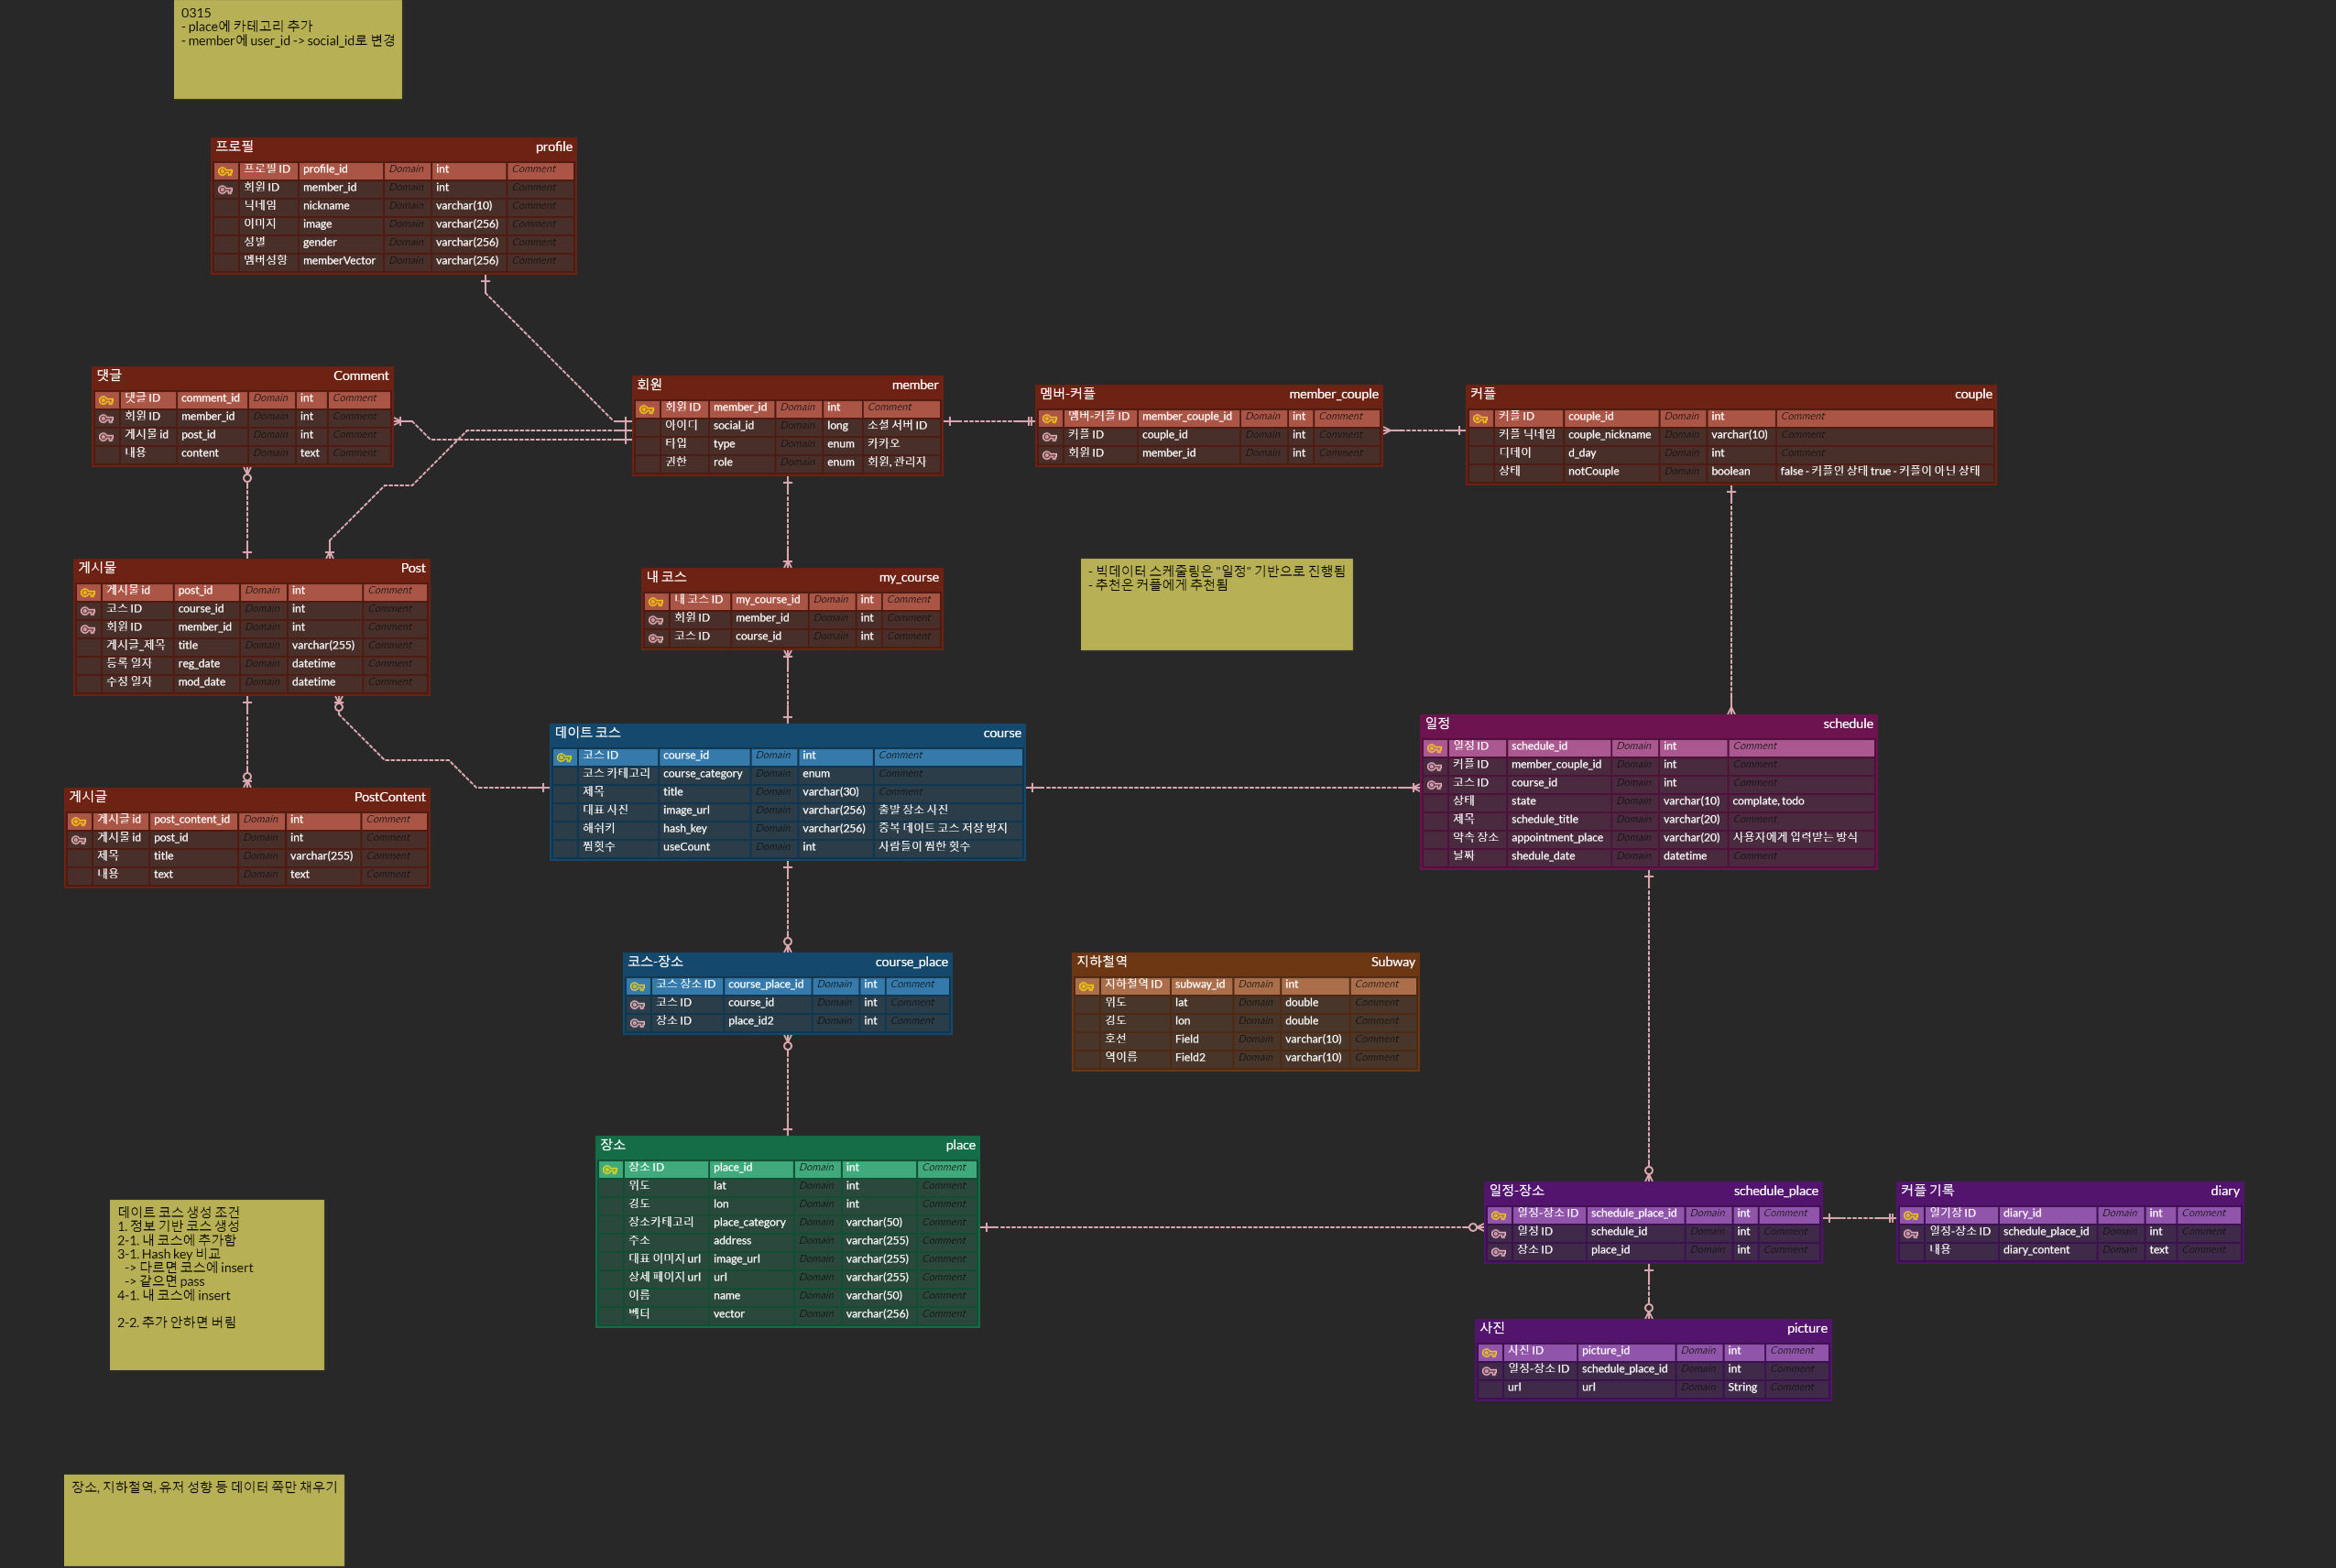 0315
- place에 카테고리 추가
- member에 user_id -> social_id로 변경
프로필 profile
프로필 ID profile_id Domain int Comment
회원 ID member_id Domain int Comment
닉네임 nickname Domain varchar(10) Comment
이미지 image Domain varchar(256) Comment
성별 gender Domain varchar(256) Comment
멤버성향 memberVector Domain varchar(256) Comment
댓글 Comment
댓글 ID comment_id Domain int Comment
회원 ID member_id Domain int Comment
게시물 id post_id Domain int Comment
내용 content Domain text Comment
회원 member
회원 ID member_id Domain int Comment
아이디 social_id Domain long 소셜 서버 ID
타입 type Domain enum 카카오
권한 role Domain enum 회원, 관리자
멤버-커플 member_couple
멤버-커플 ID member_couple_id Domain int Comment
커플 ID couple_id Domain int Comment
회원 ID member_id Domain int Comment
커플 couple
커플 ID couple_id Domain int Comment
커플 닉네임 couple_nickname Domain varchar(10) Comment
디데이 d_day Domain int Comment
상태 notCouple Domain boolean false - 커플인 상태 true - 커플이 아닌 상태
게시물 Post
게시물 id post_id Domain int Comment
코스 ID course_id Domain int Comment
회원 ID member_id Domain int Comment
게시글_제목 title Domain varchar(255) Comment
등록 일자 reg_date Domain datetime Comment
수정 일자 mod_date Domain datetime Comment
내 코스 my_course
내 코스 ID my_course_id Domain int Comment
회원 ID member_id Domain int Comment
코스 ID course_id Domain int Comment
- 빅데이터 스케줄링은 "일정" 기반으로 진행됨
- 추천은 커플에게 추천됨
게시글 PostContent
게시글 id post_content_id Domain int Comment
게시물 id post_id Domain int Comment
제목 title Domain varchar(255) Comment
내용 text Domain text Comment
데이트 코스 course
코스 ID course_id Domain int Comment
코스 카테고리 course_category Domain enum Comment
제목 title Domain varchar(30) Comment
대표 사진 image_url Domain varchar(256) 출발 장소 사진
해쉬키 hash_key Domain varchar(256) 중복 데이트 코스 저장 방지
찜횟수 useCount Domain int 사람들이 찜한 횟수
일정 schedule
일정 ID schedule_id Domain int Comment
커플 ID member_couple_id Domain int Comment
코스 ID course_id Domain int Comment
상태 state Domain varchar(10) complate, todo
제목 schedule_title Domain varchar(20) Comment
약속 장소 appointment_place Domain varchar(20) 사용자에게 입력받는 방식
날짜 shedule_date Domain datetime Comment
코스-장소 course_place
코스 장소 ID course_place_id Domain int Comment
코스 ID course_id Domain int Comment
장소 ID place_id2 Domain int Comment
지하철역 Subway
지하철역 ID subway_id Domain int Comment
위도 lat Domain double Comment
경도 lon Domain double Comment
호선 Field Domain varchar(10) Comment
역이름 Field2 Domain varchar(10) Comment
장소 place
장소 ID place_id Domain int Comment
위도 lat Domain int Comment
경도 lon Domain int Comment
장소카테고리 place_category Domain varchar(50) Comment
주소 address Domain varchar(255) Comment
대표 이미지 url image_url Domain varchar(255) Comment
상세 페이지 url url Domain varchar(255) Comment
이름 name Domain varchar(50) Comment
벡터 vector Domain varchar(256) Comment
일정-장소 schedule_place
일정-장소 ID schedule_place_id Domain int Comment
일정 ID schedule_id Domain int Comment
장소 ID place_id Domain int Comment
커플 기록 diary
일기장 ID diary_id Domain int Comment
일정-장소 ID schedule_place_id Domain int Comment
내용 diary_content Domain text Comment
사진 picture
사진 ID picture_id Domain int Comment
일정-장소 ID schedule_place_id Domain int Comment
url url Domain String Comment
데이트 코스 생성 조건
1. 정보 기반 코스 생성
2-1. 내 코스에 추가함
3-1. Hash key 비교
-> 다르면 코스에 insert
-> 같으면 pass
4-1. 내 코스에 insert
2-2. 추가 안하면 버림
장소, 지하철역, 유저 성향 등 데이터 쪽만 채우기